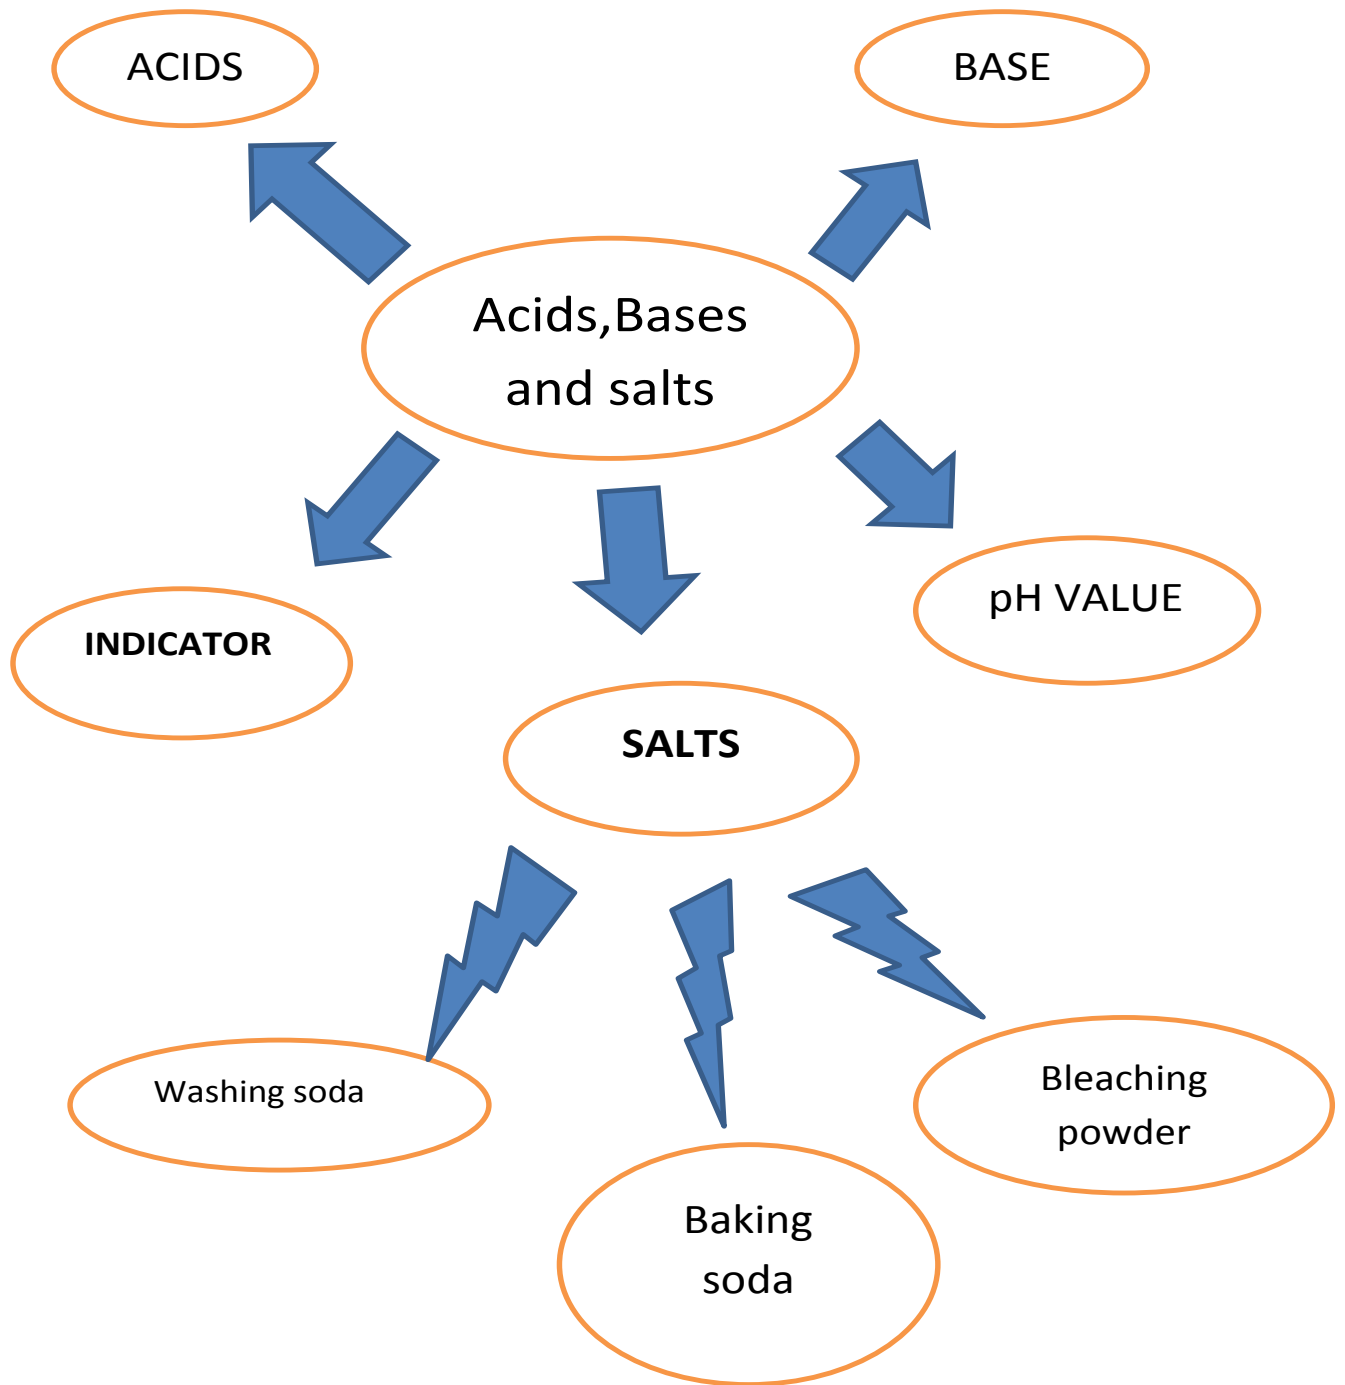 ACIDS
BASE
Acids,Bases
and salts
INDICATOR
pH VALUE
SALTS
Washing soda
Bleaching
powder
Baking
soda